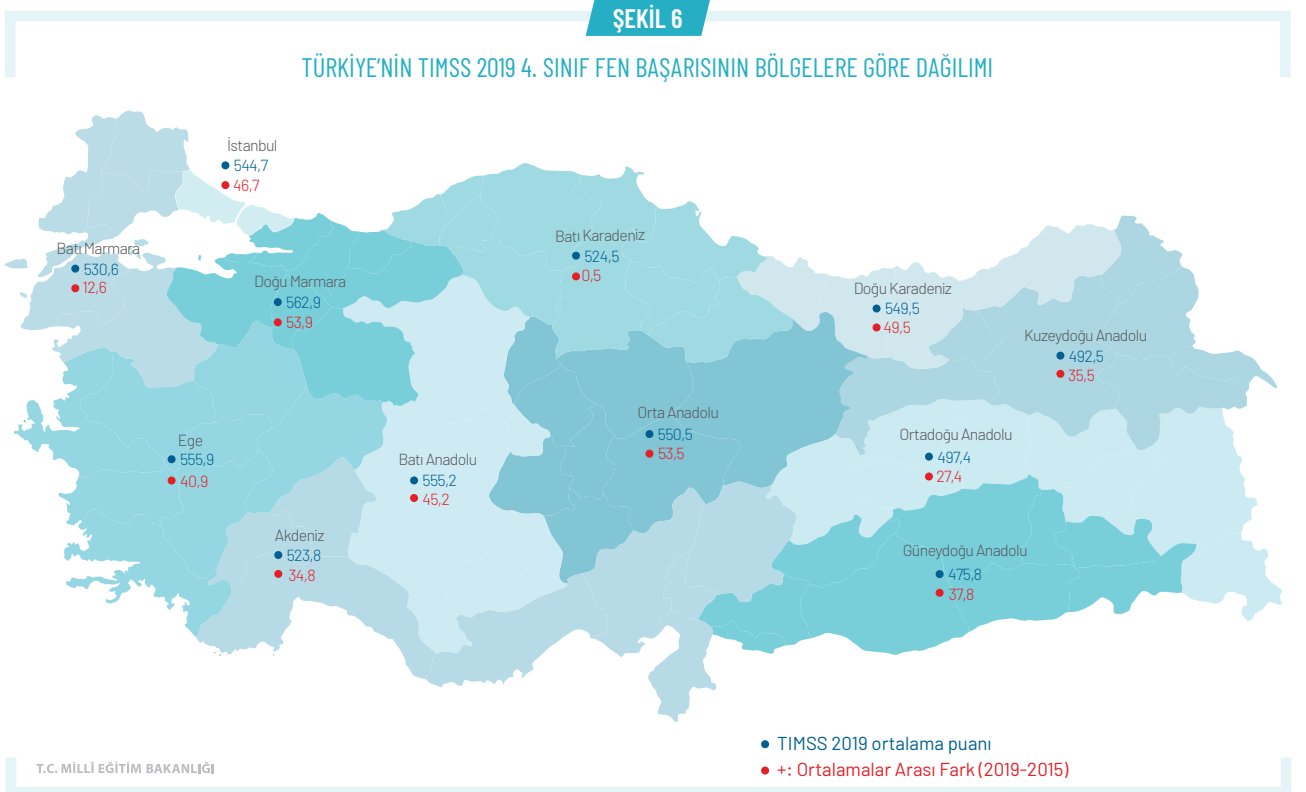 ŞEKİL 6
TÜRKİYE'NİN TIMSS 2019 4. SINIF FEN BAŞARISININ BÖLGELERE GÖRE DAĞILIMI
İstanbul
544,7
46,7
Batı Marmara
530,6
12,6
Doğu Marmara
562,9
53,9
Batı Karadeniz
524,5
0,5
Doğu Karadeniz
549,5
49,5
Kuzeydoğu Anadolu
492,5
35,5
Ege
555,9
40,9
Batı Anadolu
555,2
45,2
Orta Anadolu
550,5
53,5
Ortadoğu Anadolu
497,4
27,4
Akdeniz
523,8
34,8
Güneydoğu Anadolu
475,8
37,8
TIMSS 2019 ortalama puanı
+: Ortalamalar Arası Fark (2019-2015)
T.C. MİLLÎ EĞİTİM BAKANLIĞI